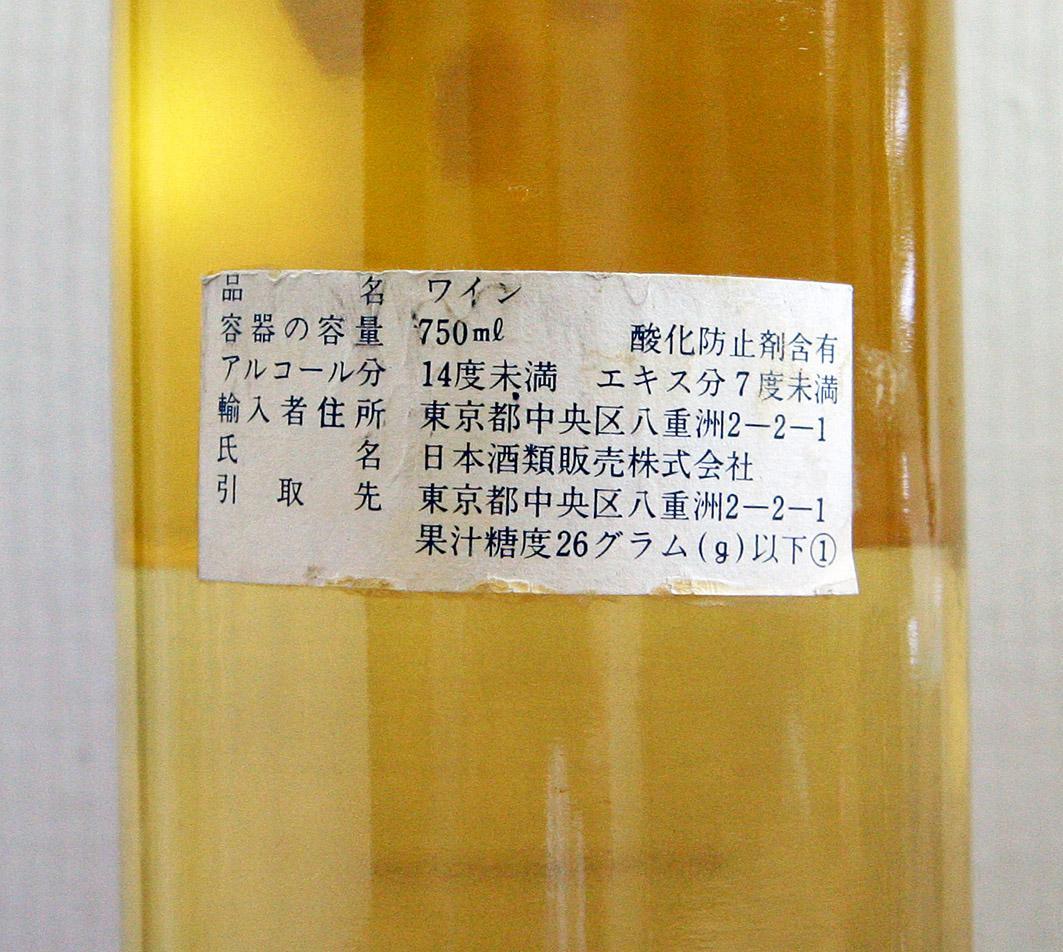 品名 ワイン
容器の容量 750ml 酸化防止剤含有
アルコール分 14度未満 エキス分7度未満
輸入者住所 東京都中央区八重洲2－2－1
氏名 日本酒類販売株式会社
引取先 東京都中央区八重洲2－2－1
果汁糖度26グラム(g)以下①